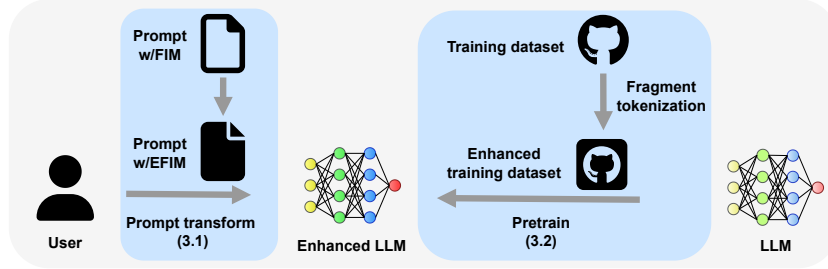 Prompt
w/FIM
Prompt
w/EFIM
User
Prompt transform
(3.1)
Enhanced LLM
Training dataset
Fragment
tokenization
Enhanced
training dataset
Pretrain
(3.2)
LLM